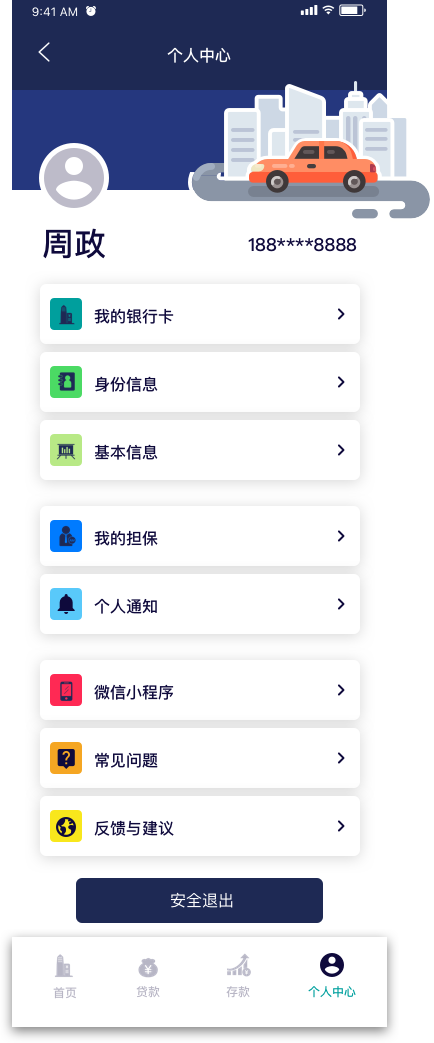 9:41 AM
个人中心
周政
188****8888
我的银行卡
身份信息
基本信息
我的担保
个人通知
微信小程序
常见问题
反馈与建议
安全退出
首页
贷款
存款
个人中心